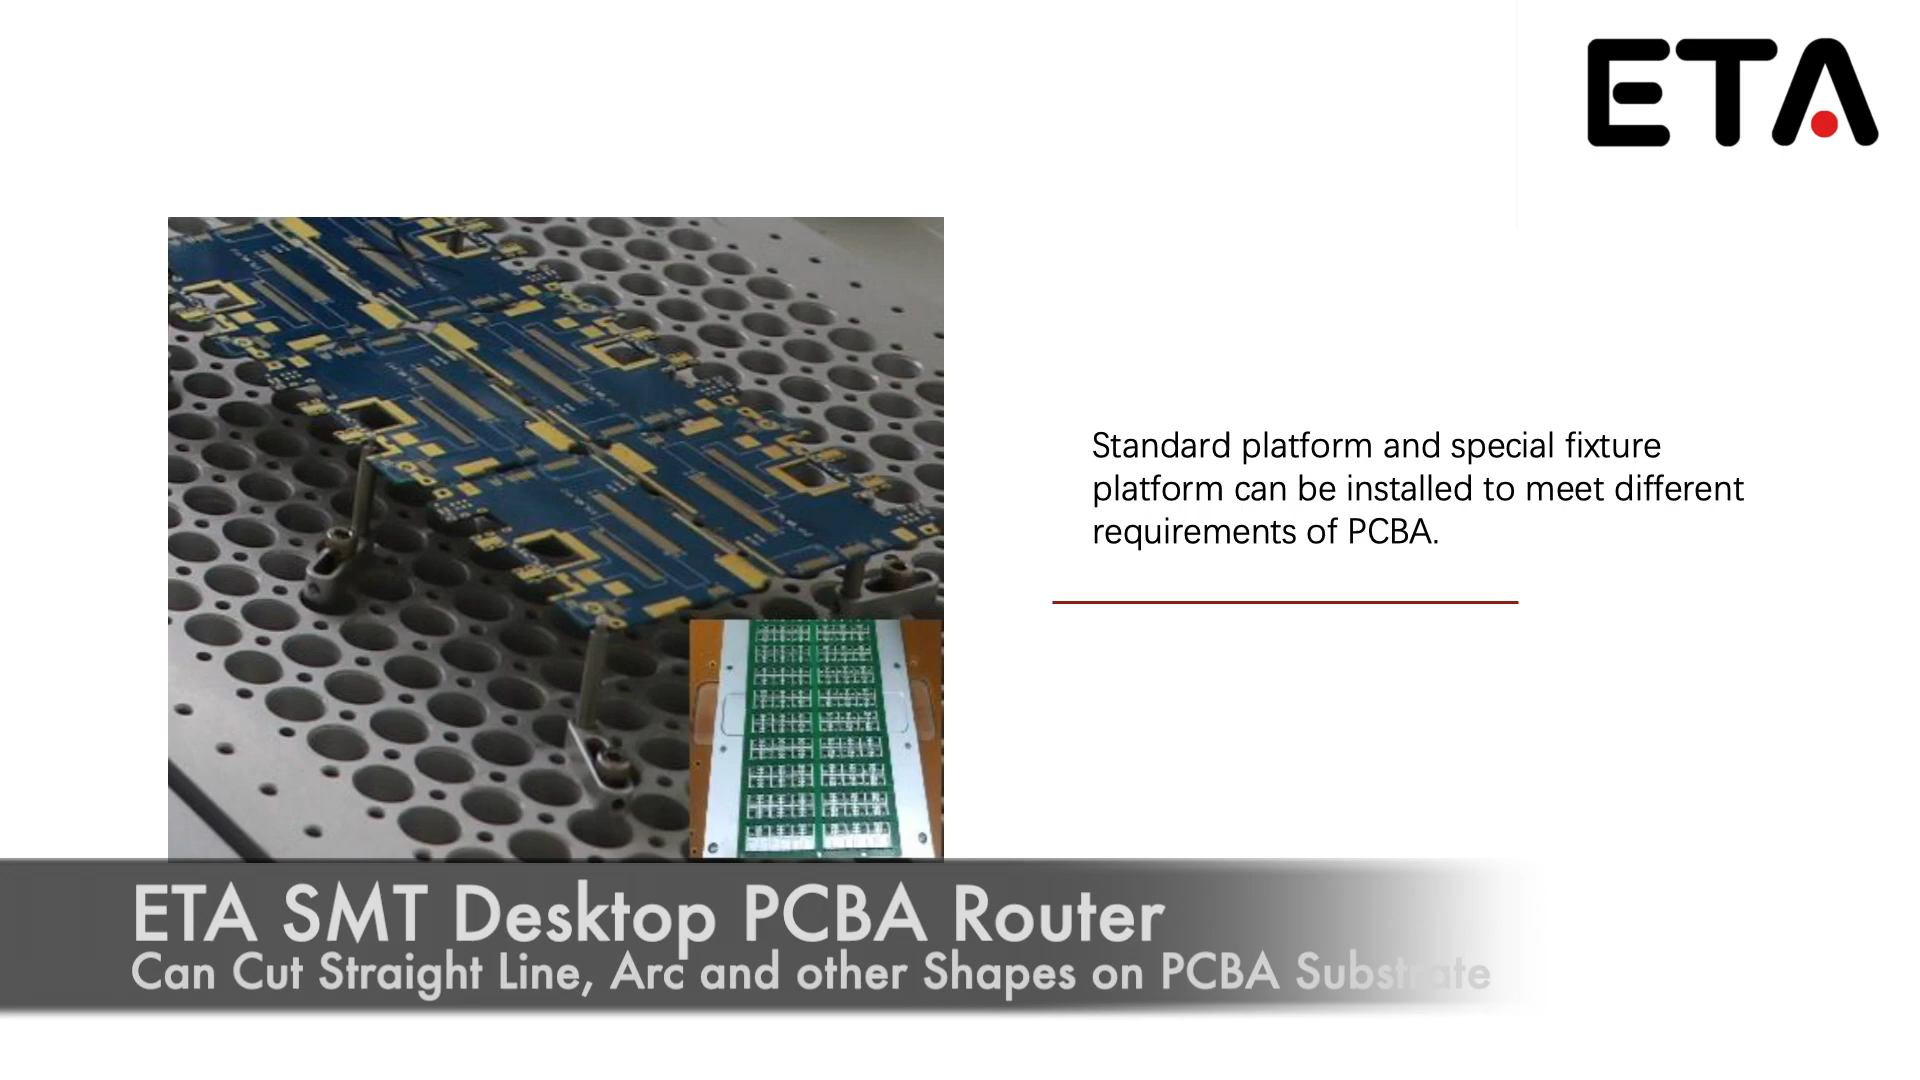 ETA
Standard platform and special fixture
platform can be installed to meet different
requirements of PCBA.
ETA SMT Desktop PCBA Router
Can Cut Straight Line, Arc and other Shapes on PCBA Substrate